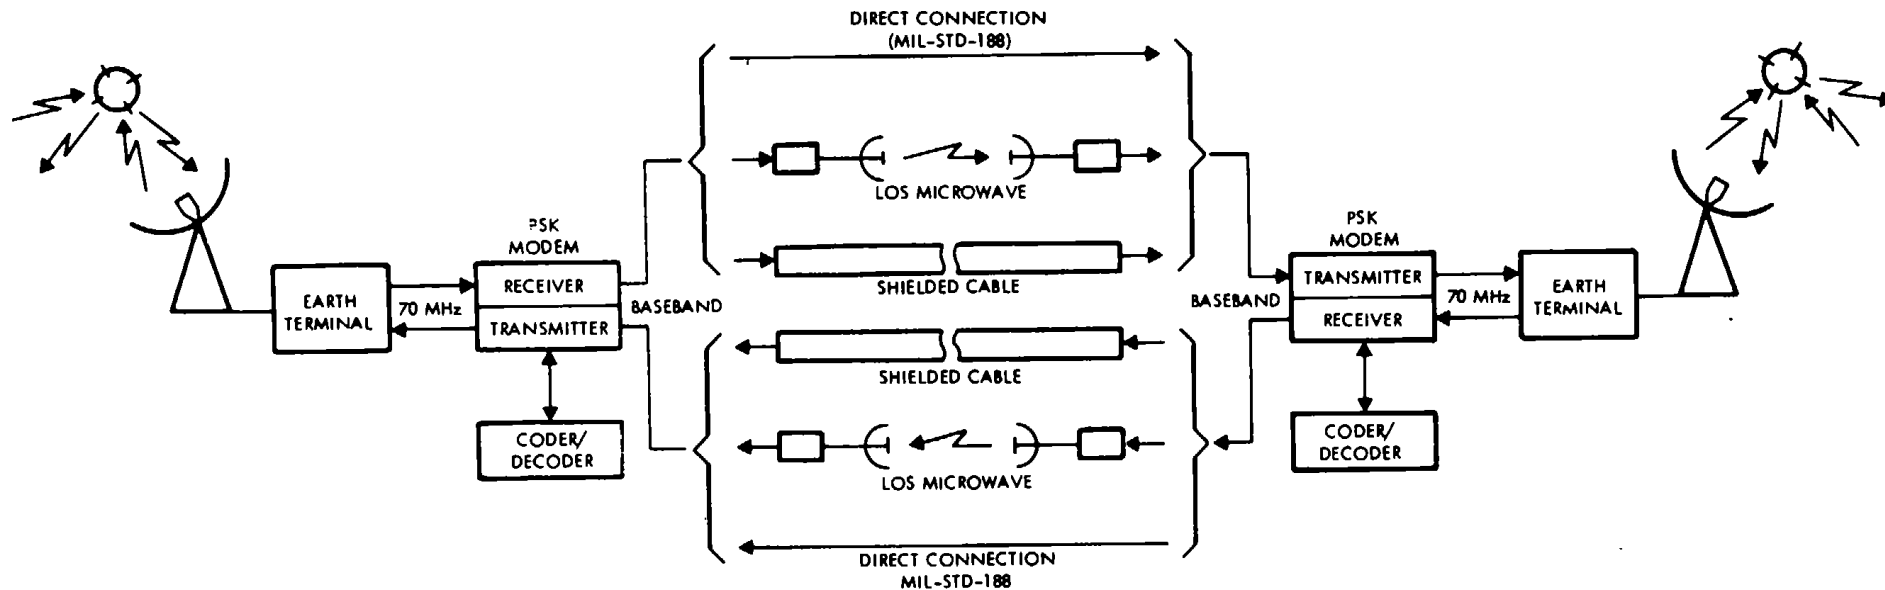 DIRECT CONNECTION
(MIL-STD-188)
LOS MICROWAVE
SHIELDED CABLE
PSK
MODEM
RECEIVER
TRANSMITTER
EARTH
TERMINAL
70 MHz
BASEBAND
CODER/
DECODER
SHIELDED CABLE
LOS MICROWAVE
DIRECT CONNECTION
MIL-STD-188
BASEBAND
PSK
MODEM
TRANSMITTER
RECEIVER
70 MHz
EARTH
TERMINAL
CODER/
DECODER